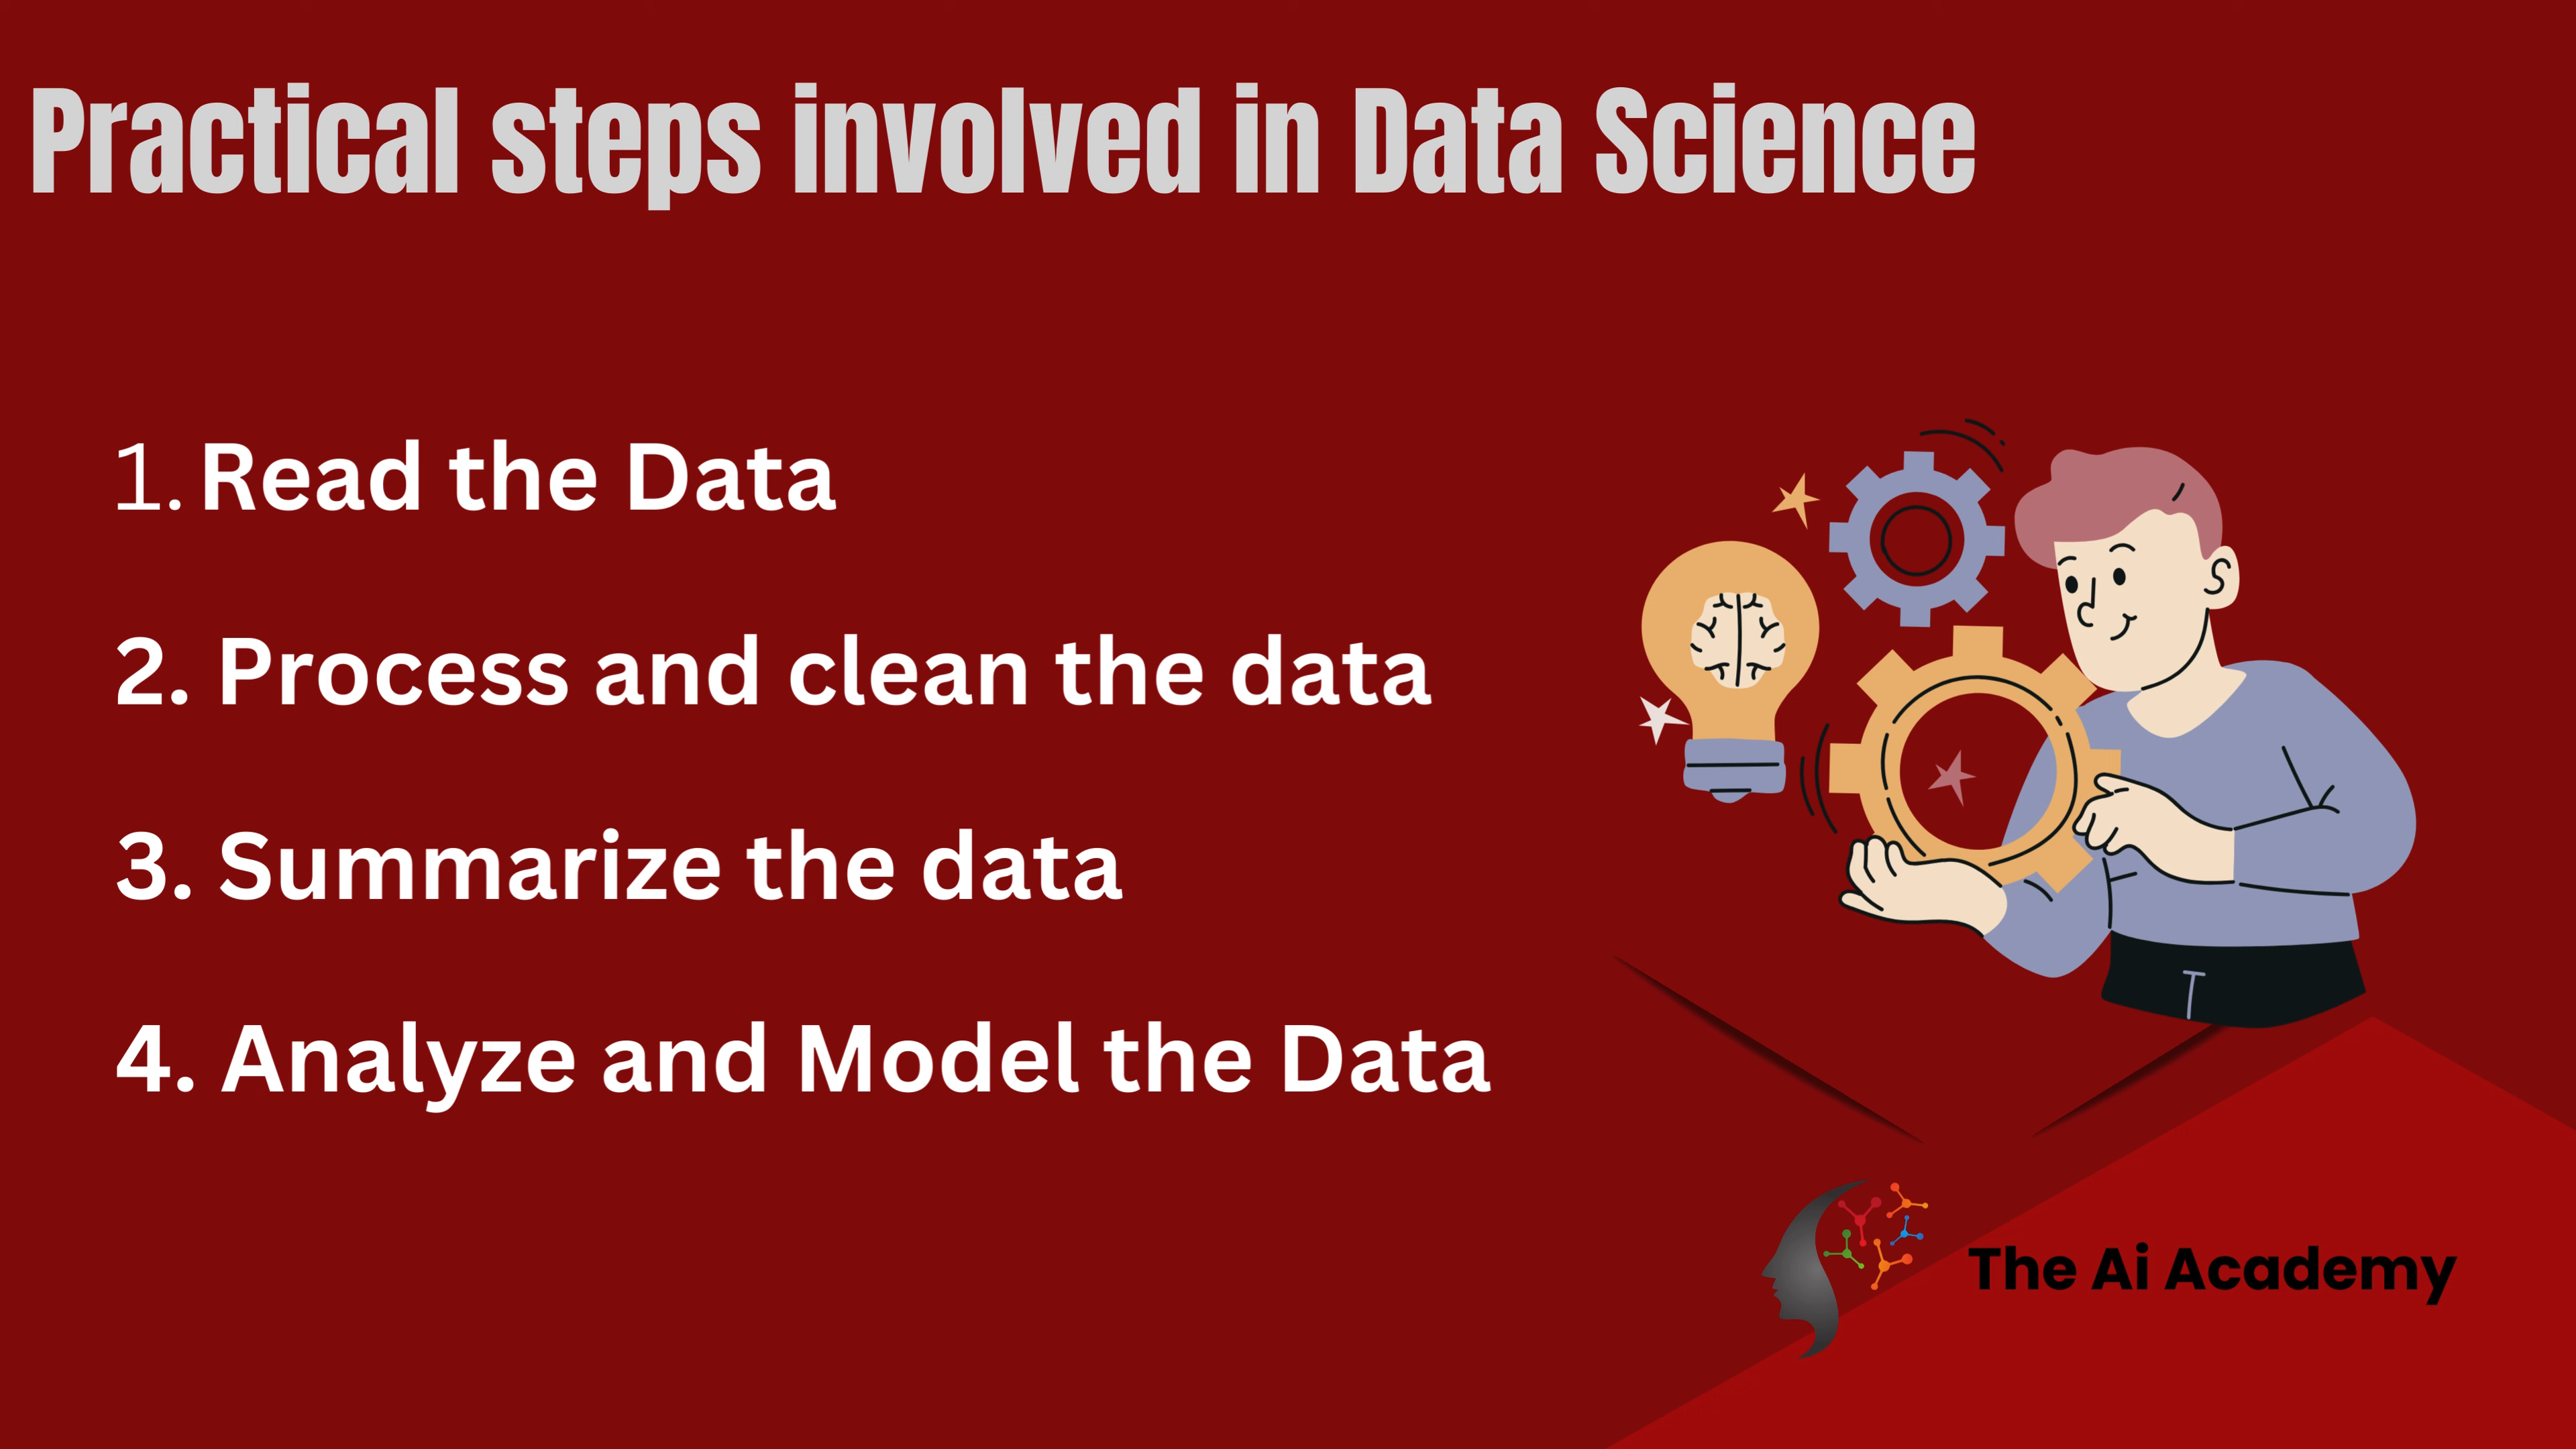 Practical steps involved in Data Science
1. Read the Data
2. Process and clean the data
3. Summarize the data
4. Analyze and Model the Data
The Ai Academy